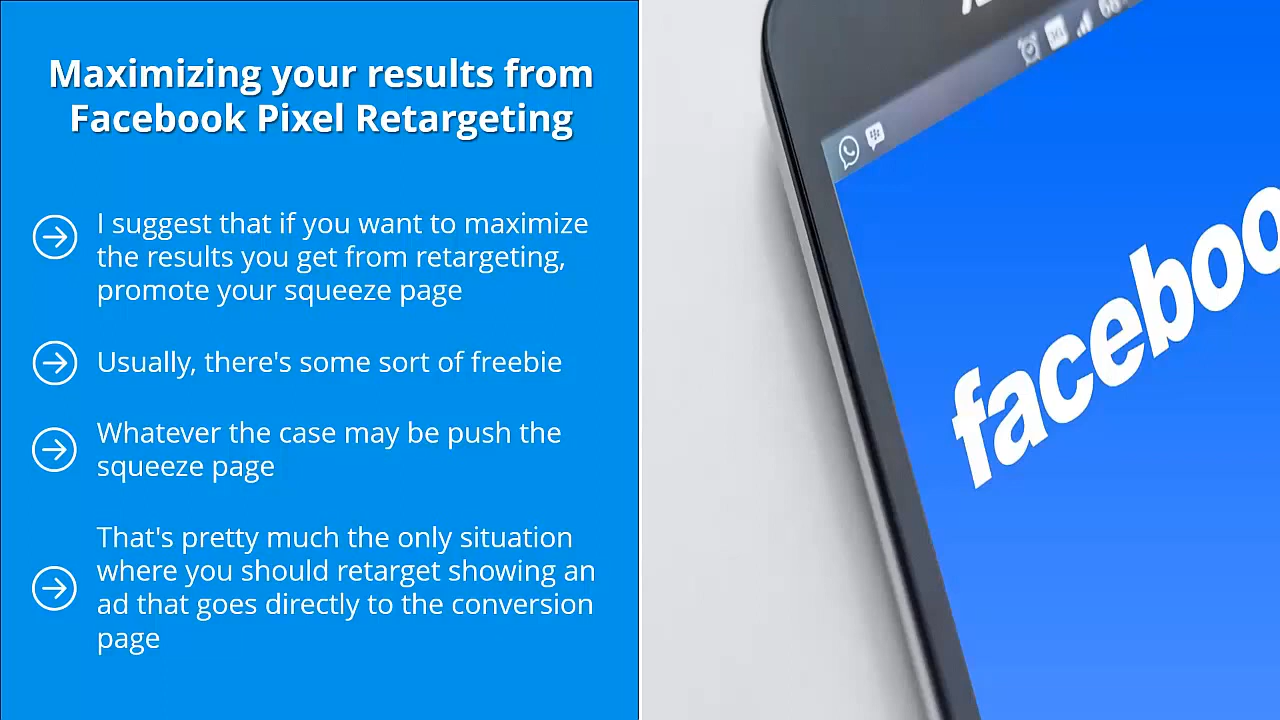 Maximizing your results from
Facebook Pixel Retargeting
I suggest that if you want to maximize
the results you get from retargeting,
promote your squeeze page
Usually, there's some sort of freebie
Whatever the case may be push the
squeeze page
That's pretty much the only situation
where you should retarget showing an
ad that goes directly to the conversion
page
faceboo